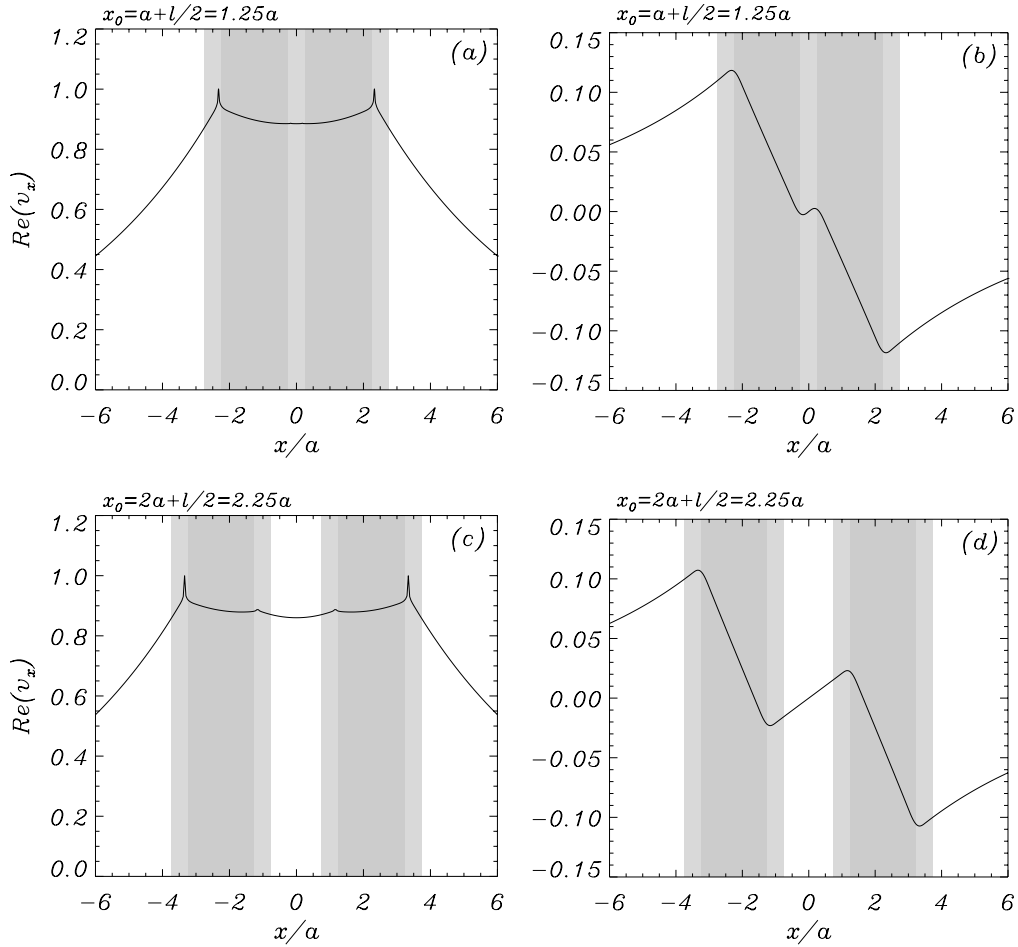 x₀=a+l/2=1.25a
(a)
Re(vₓ)
1.2
1.0
0.8
0.6
0.4
0.2
0.0
−6 −4 −2 0 2 4 6
x/a
x₀=a+l/2=1.25a
(b)
0.15
0.10
0.05
0.00
−0.05
−0.10
−0.15
−6 −4 −2 0 2 4 6
x/a
x₀=2a+l/2=2.25a
(c)
Re(vₓ)
1.2
1.0
0.8
0.6
0.4
0.2
0.0
−6 −4 −2 0 2 4 6
x/a
x₀=2a+l/2=2.25a
(d)
0.15
0.10
0.05
0.00
−0.05
−0.10
−0.15
−6 −4 −2 0 2 4 6
x/a